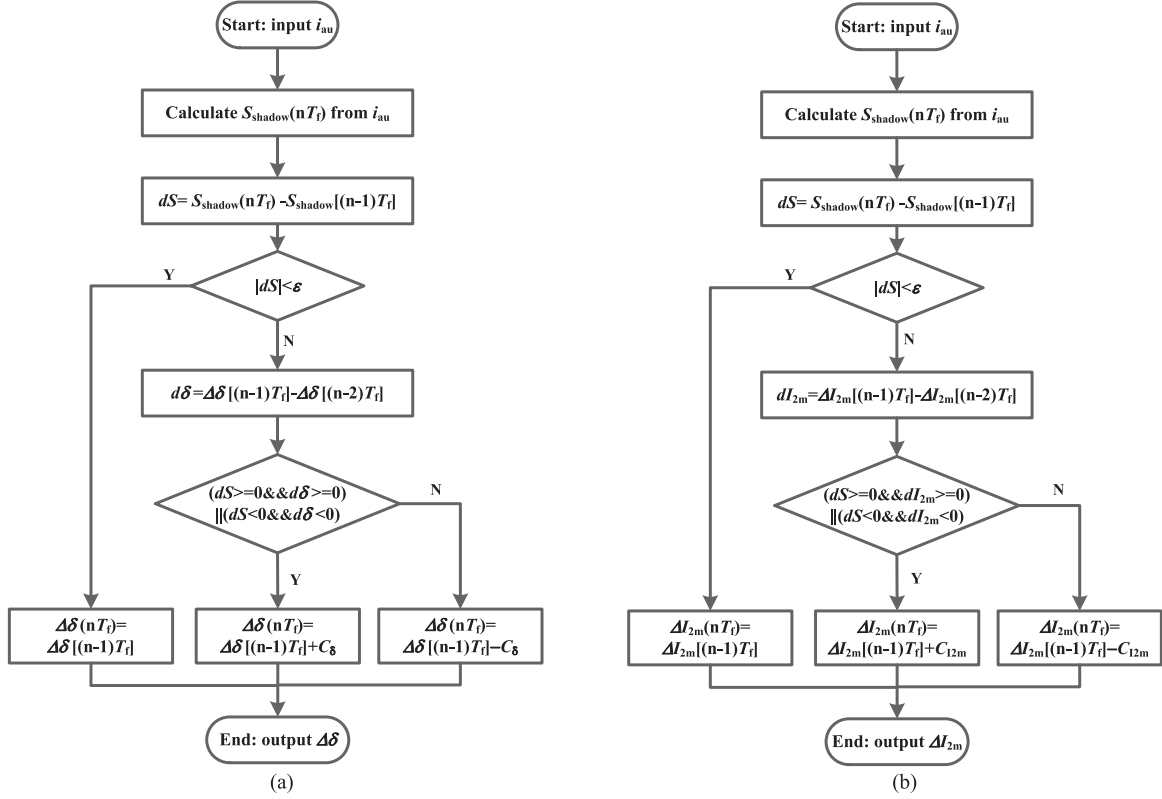 Start: input iau
Calculate Sshadow(nTf) from iau
dS= Sshadow(nTf) -Sshadow[(n-1)Tf]
Y
|dS|<ε
N
dδ=Δδ [(n-1)Tf]-Δδ [(n-2)Tf]
(dS>=0&&dδ >=0)
||(dS<0&&dδ <0)
N
Y
Δδ (nTf)=
Δδ [(n-1)Tf]
Δδ (nTf)=
Δδ [(n-1)Tf]+Cδ
Δδ (nTf)=
Δδ [(n-1)Tf]−Cδ
End: output Δδ
(a)
Start: input iau
Calculate Sshadow(nTf) from iau
dS= Sshadow(nTf) -Sshadow[(n-1)Tf]
Y
|dS|<ε
N
dI2m=ΔI2m[(n-1)Tf]-ΔI2m[(n-2)Tf]
(dS>=0&&dI2m>=0)
||(dS<0&&dI2m<0)
N
Y
ΔI2m(nTf)=
ΔI2m[(n-1)Tf]
ΔI2m(nTf)=
ΔI2m[(n-1)Tf]+C12m
ΔI2m(nTf)=
ΔI2m[(n-1)Tf]−C12m
End: output ΔI2m
(b)